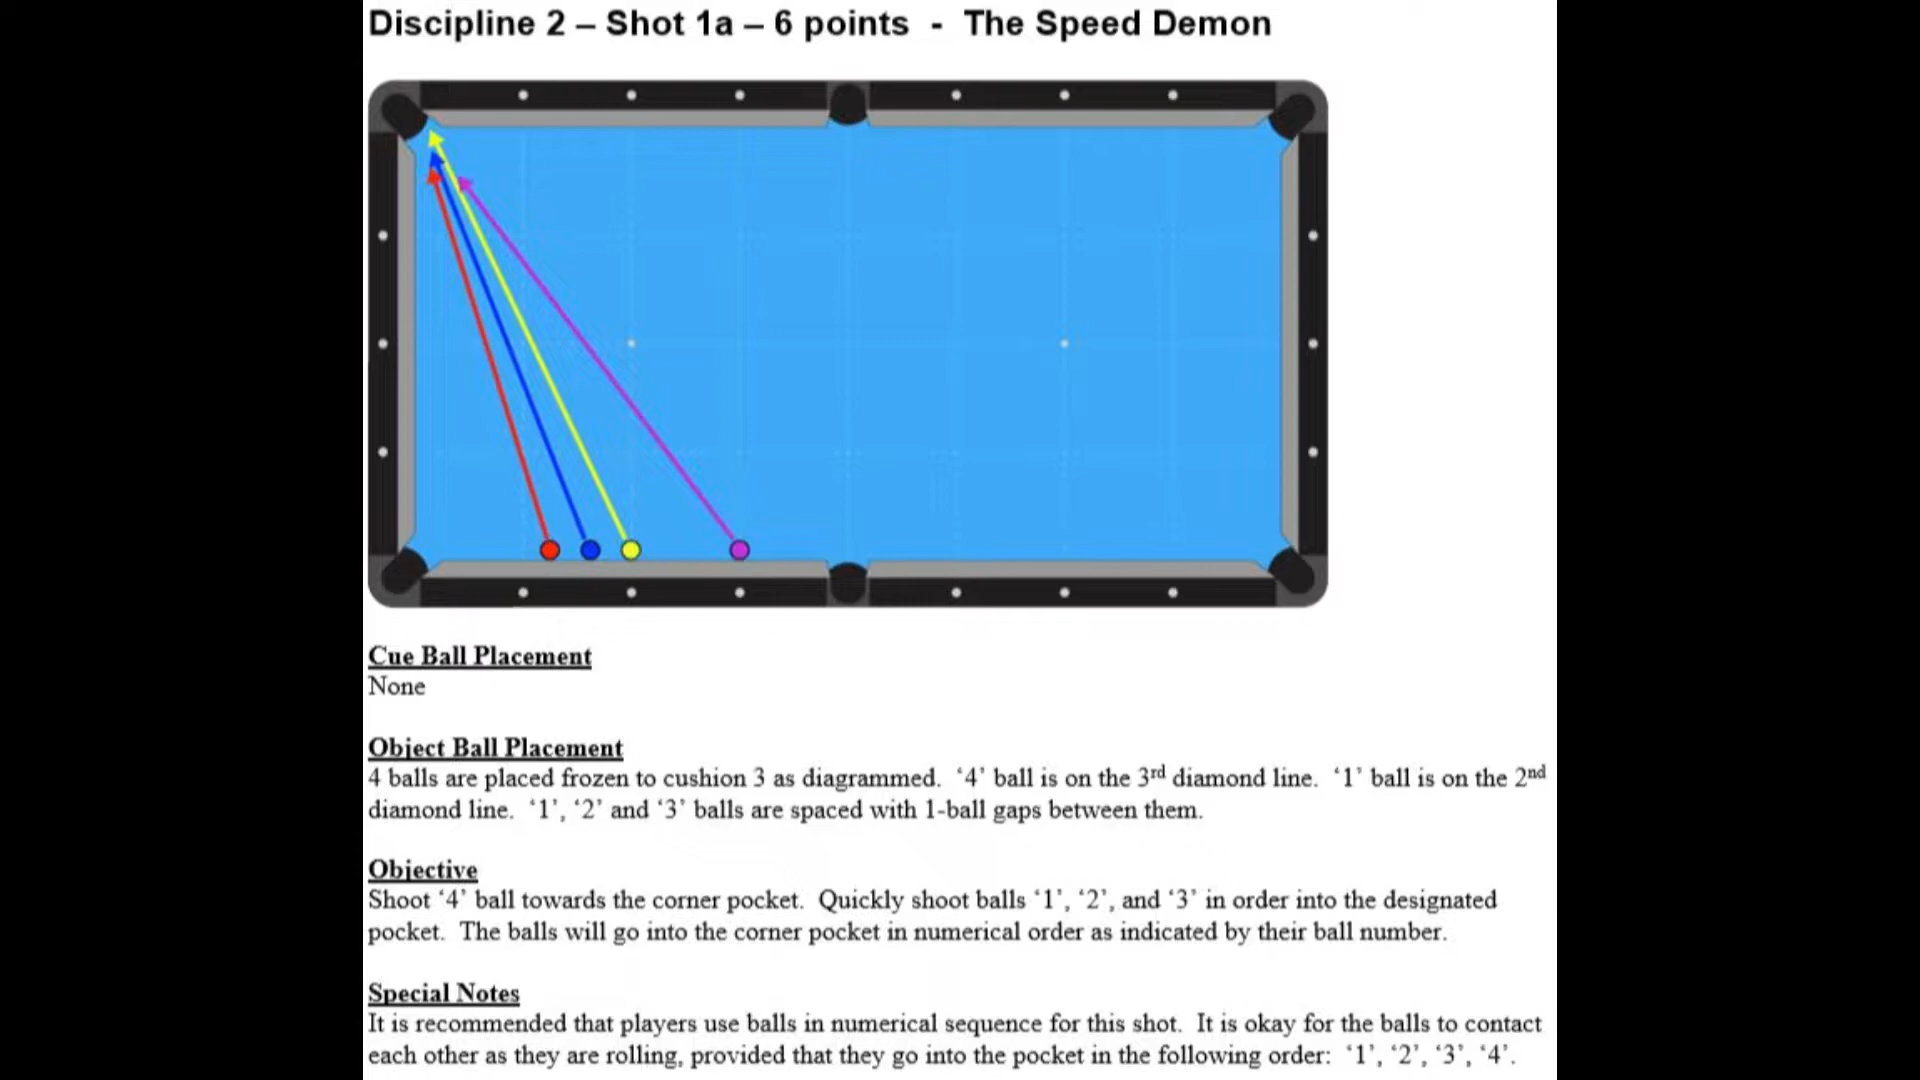 Discipline 2 – Shot 1a – 6 points - The Speed Demon
Cue Ball Placement
None
Object Ball Placement
4 balls are placed frozen to cushion 3 as diagrammed. ‘4’ ball is on the 3rd diamond line. ‘1’ ball is on the 2nd
diamond line. ‘1’, ‘2’ and ‘3’ balls are spaced with 1-ball gaps between them.
Objective
Shoot ‘4’ ball towards the corner pocket. Quickly shoot balls ‘1’, ‘2’, and ‘3’ in order into the designated
pocket. The balls will go into the corner pocket in numerical order as indicated by their ball number.
Special Notes
It is recommended that players use balls in numerical sequence for this shot. It is okay for the balls to contact
each other as they are rolling, provided that they go into the pocket in the following order: ‘1’, ‘2’, ‘3’, ‘4’.